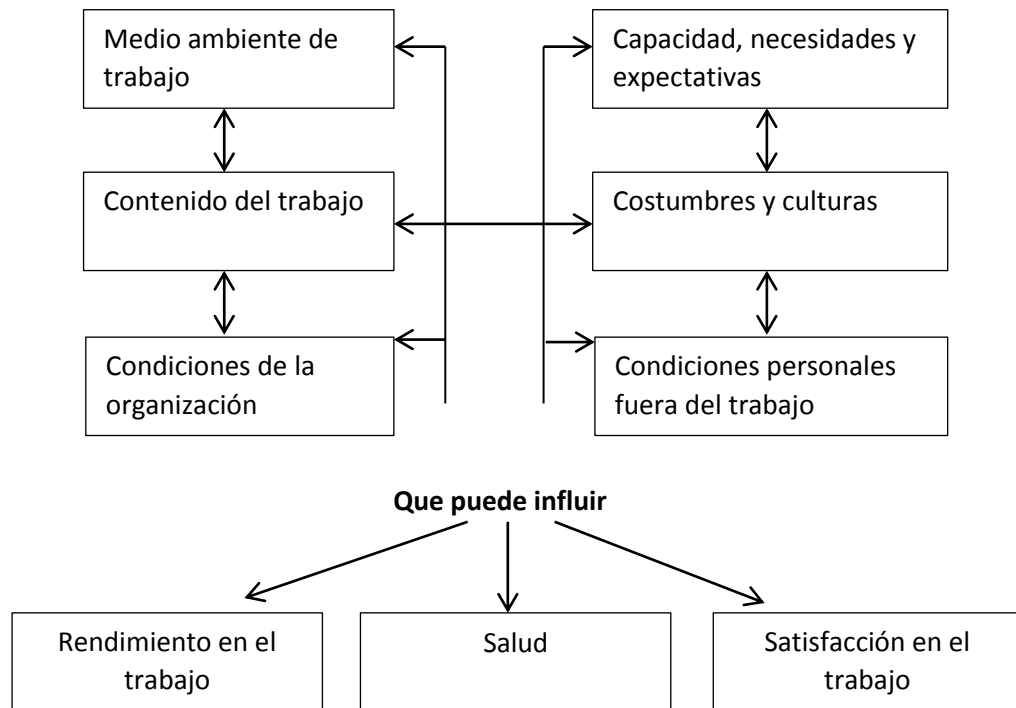 Medio ambiente de
trabajo
Capacidad, necesidades y
expectativas
Contenido del trabajo
Costumbres y culturas
Condiciones de la
organización
Condiciones personales
fuera del trabajo
Que puede influir
Rendimiento en el
trabajo
Salud
Satisfacción en el
trabajo